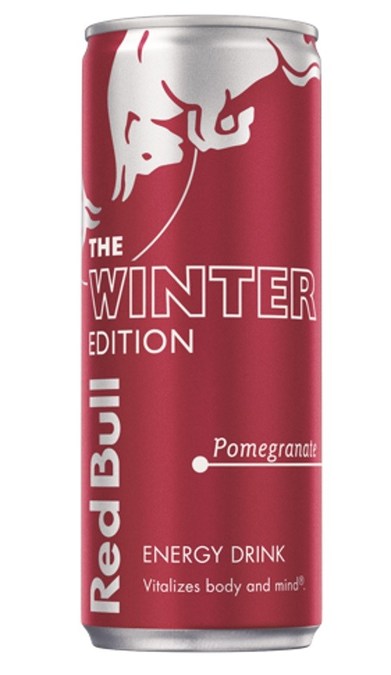 THE
WINTER
EDITION
Red Bull
Pomegranate
ENERGY DRINK
Vitalizes body and mind®.